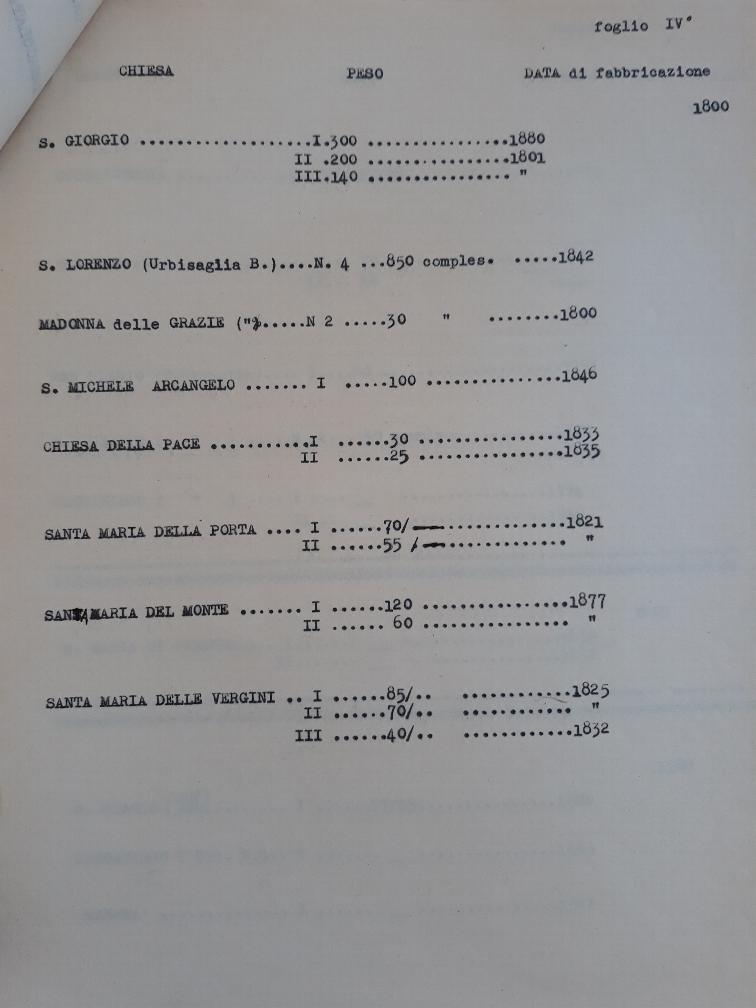 foglio IV°
CHIESA PESO DATA di fabbricazione
1800
S. GIORGIO ...................I.300 ................1880
II .200 ................1801
III.140 ................ "
S. LORENZO (Urbisaglia B.)....N. 4 ...850 comples. .....1842
MADONNA delle GRAZIE (").....N 2 .....30 " ........1800
S. MICHELE ARCANGELO ....... I .....100 ...............1846
CHIESA DELLA PACE ...........I ......30 ................1833
II ......25 ................1835
SANTA MARIA DELLA PORTA .... I ......70/ .............1821
II ......55 / ............. "
SANTA MARIA DEL MONTE ....... I ......120 ................1877
II ...... 60 ................ "
SANTA MARIA DELLE VERGINI .. I ......85/.. ............1825
II ......70/.. ............ "
III ......40/.. ............1832